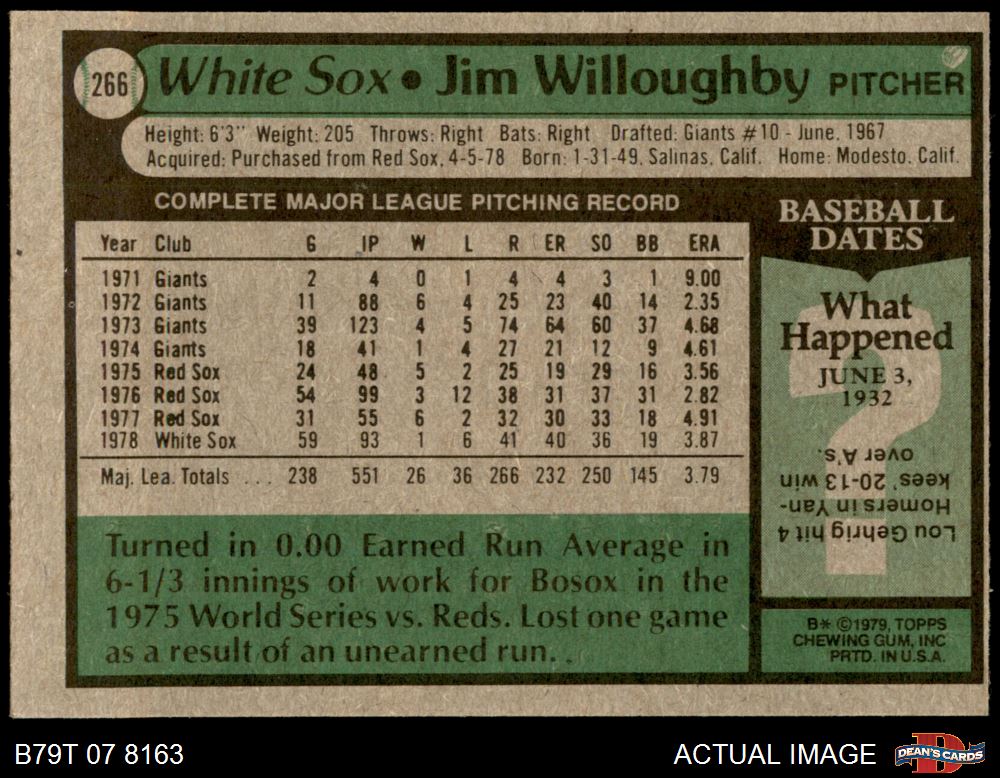 266 White Sox • Jim Willoughby PITCHER
Height: 6'3" Weight: 205 Throws: Right Bats: Right Drafted: Giants #10 - June, 1967
Acquired: Purchased from Red Sox, 4-5-78 Born: 1-31-49, Salinas, Calif. Home: Modesto, Calif.
COMPLETE MAJOR LEAGUE PITCHING RECORD
Year Club G IP W L R ER SO BB ERA
1971 Giants 2 4 0 1 4 4 3 1 9.00
1972 Giants 11 88 6 4 25 23 40 14 2.35
1973 Giants 39 123 4 5 74 64 60 37 4.68
1974 Giants 18 41 1 4 27 21 12 9 4.61
1975 Red Sox 24 48 5 2 25 19 29 16 3.56
1976 Red Sox 54 99 3 12 38 31 37 31 2.82
1977 Red Sox 31 55 6 2 32 30 33 18 4.91
1978 White Sox 59 93 1 6 41 40 36 19 3.87
Maj. Lea. Totals ... 238 551 26 36 266 232 250 145 3.79
Turned in 0.00 Earned Run Average in
6-1/3 innings of work for Bosox in the
1975 World Series vs. Reds. Lost one game
as a result of an unearned run. .
BASEBALL
DATES
What
Happened
JUNE 3,
1932
Lou Gehrig hit 4
Homers in Yan-
kees' 20-13 win
over A's.
B* ©1979, TOPPS
CHEWING GUM, INC
PRTD. IN U.S.A.
B79T 07 8163
ACTUAL IMAGE
DEAN'S CARDS